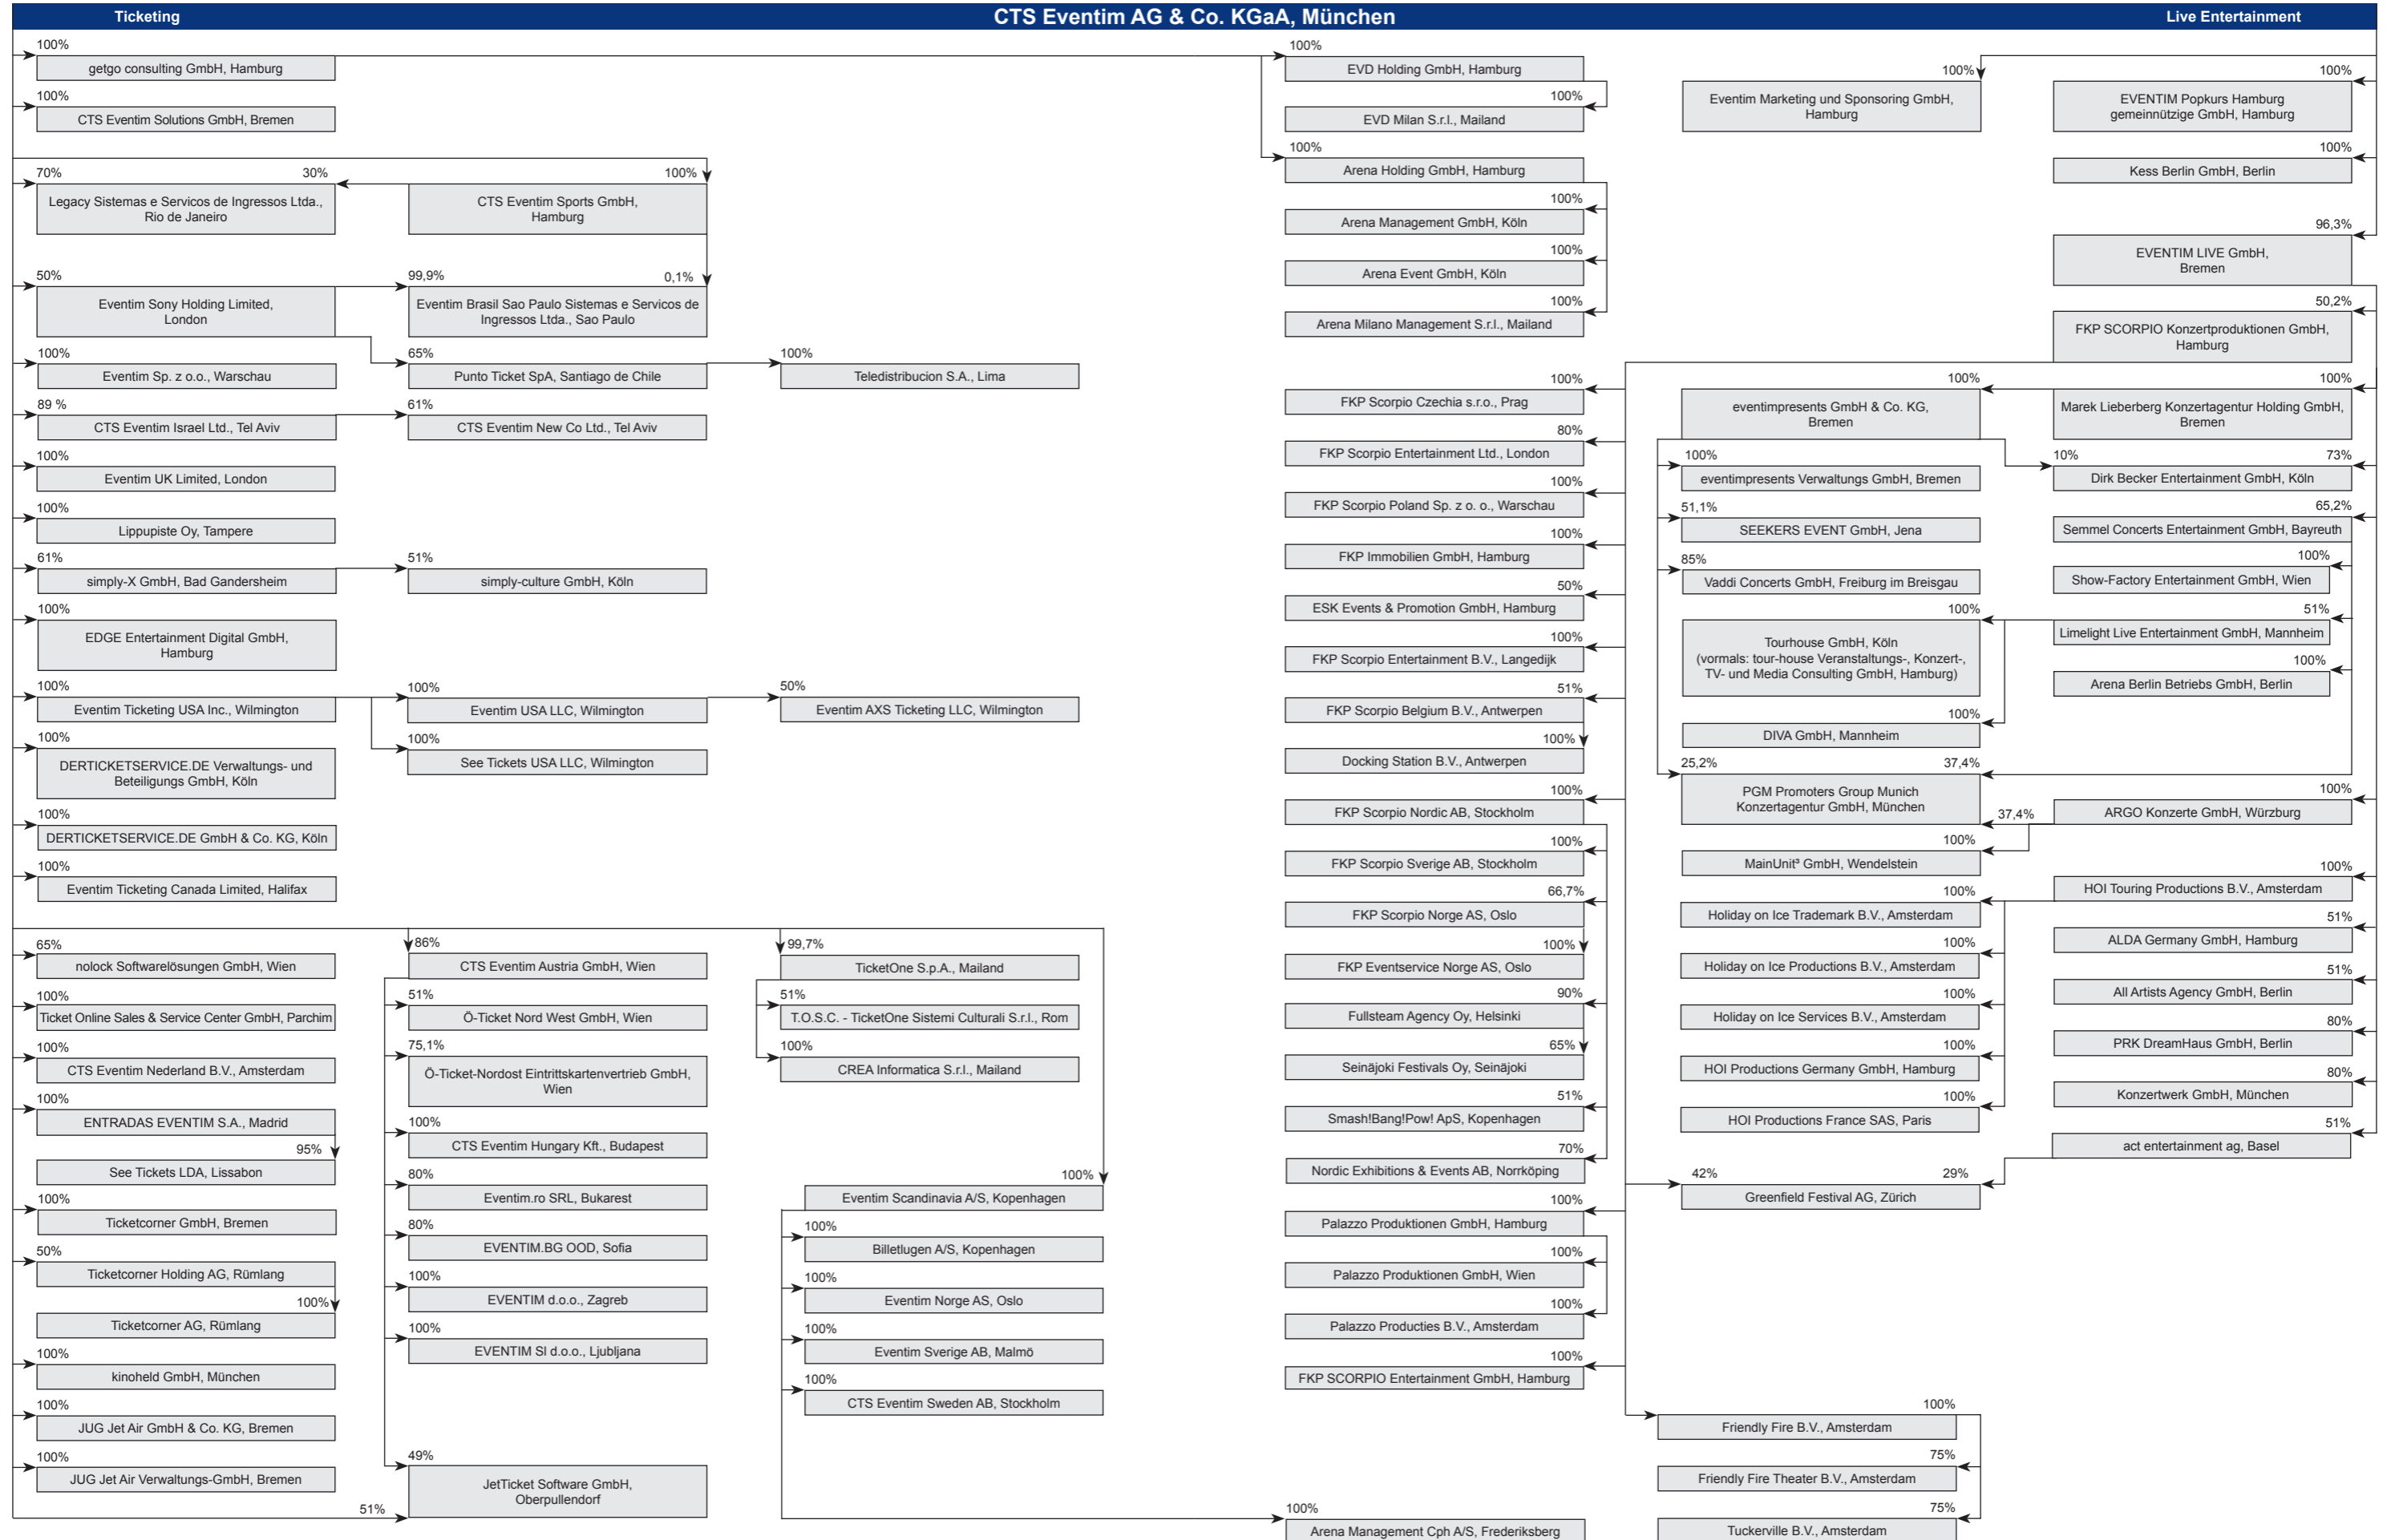 Ticketing
CTS Eventim AG & Co. KGaA, München
Live Entertainment
100%
getgo consulting GmbH, Hamburg
100%
CTS Eventim Solutions GmbH, Bremen
70%
30%
Legacy Sistemas e Servicos de Ingressos Ltda.,
Rio de Janeiro
100%
CTS Eventim Sports GmbH,
Hamburg
50%
Eventim Sony Holding Limited,
London
99,9%
0,1%
Eventim Brasil Sao Paulo Sistemas e Servicos de
Ingressos Ltda., Sao Paulo
100%
Eventim Sp. z o.o., Warschau
65%
Punto Ticket SpA, Santiago de Chile
100%
Teledistribucion S.A., Lima
89 %
CTS Eventim Israel Ltd., Tel Aviv
61%
CTS Eventim New Co Ltd., Tel Aviv
100%
Eventim UK Limited, London
100%
Lippupiste Oy, Tampere
61%
simply-X GmbH, Bad Gandersheim
51%
simply-culture GmbH, Köln
100%
EDGE Entertainment Digital GmbH,
Hamburg
100%
Eventim Ticketing USA Inc., Wilmington
100%
Eventim USA LLC, Wilmington
50%
Eventim AXS Ticketing LLC, Wilmington
100%
DERTICKETSERVICE.DE Verwaltungs- und
Beteiligungs GmbH, Köln
100%
See Tickets USA LLC, Wilmington
100%
DERTICKETSERVICE.DE GmbH & Co. KG, Köln
100%
Eventim Ticketing Canada Limited, Halifax
65%
nolock Softwarelösungen GmbH, Wien
100%
Ticket Online Sales & Service Center GmbH, Parchim
100%
CTS Eventim Nederland B.V., Amsterdam
100%
ENTRADAS EVENTIM S.A., Madrid
95%
See Tickets LDA, Lissabon
100%
Ticketcorner GmbH, Bremen
50%
Ticketcorner Holding AG, Rümlang
100%
Ticketcorner AG, Rümlang
100%
kinoheld GmbH, München
100%
JUG Jet Air GmbH & Co. KG, Bremen
100%
JUG Jet Air Verwaltungs-GmbH, Bremen
86%
CTS Eventim Austria GmbH, Wien
51%
Ö-Ticket Nord West GmbH, Wien
75,1%
Ö-Ticket-Nordost Eintrittskartenvertrieb GmbH,
Wien
100%
CTS Eventim Hungary Kft., Budapest
80%
Eventim.ro SRL, Bukarest
80%
EVENTIM.BG OOD, Sofia
100%
EVENTIM d.o.o., Zagreb
100%
EVENTIM SI d.o.o., Ljubljana
49%
JetTicket Software GmbH,
Oberpullendorf
51%
99,7%
TicketOne S.p.A., Mailand
51%
T.O.S.C. - TicketOne Sistemi Culturali S.r.l., Rom
100%
CREA Informatica S.r.l., Mailand
100%
Eventim Scandinavia A/S, Kopenhagen
100%
Billetlugen A/S, Kopenhagen
100%
Eventim Norge AS, Oslo
100%
Eventim Sverige AB, Malmö
100%
CTS Eventim Sweden AB, Stockholm
100%
EVD Holding GmbH, Hamburg
100%
EVD Milan S.r.l., Mailand
100%
Arena Holding GmbH, Hamburg
100%
Arena Management GmbH, Köln
100%
Arena Event GmbH, Köln
100%
Arena Milano Management S.r.l., Mailand
100%
FKP Scorpio Czechia s.r.o., Prag
80%
FKP Scorpio Entertainment Ltd., London
100%
FKP Scorpio Poland Sp. z o. o., Warschau
100%
FKP Immobilien GmbH, Hamburg
50%
ESK Events & Promotion GmbH, Hamburg
100%
FKP Scorpio Entertainment B.V., Langedijk
51%
FKP Scorpio Belgium B.V., Antwerpen
100%
Docking Station B.V., Antwerpen
100%
FKP Scorpio Nordic AB, Stockholm
100%
FKP Scorpio Sverige AB, Stockholm
66,7%
FKP Scorpio Norge AS, Oslo
100%
FKP Eventservice Norge AS, Oslo
90%
Fullsteam Agency Oy, Helsinki
65%
Seinäjoki Festivals Oy, Seinäjoki
51%
Smash!Bang!Pow! ApS, Kopenhagen
70%
Nordic Exhibitions & Events AB, Norrköping
100%
Palazzo Produktionen GmbH, Hamburg
100%
Palazzo Produktionen GmbH, Wien
100%
Palazzo Producties B.V., Amsterdam
100%
FKP SCORPIO Entertainment GmbH, Hamburg
100%
Arena Management Cph A/S, Frederiksberg
100%
Eventim Marketing und Sponsoring GmbH,
Hamburg
100%
eventimpresents GmbH & Co. KG,
Bremen
100%
eventimpresents Verwaltungs GmbH, Bremen
51,1%
SEEKERS EVENT GmbH, Jena
85%
Vaddi Concerts GmbH, Freiburg im Breisgau
100%
Tourhouse GmbH, Köln
(vormals: tour-house Veranstaltungs-, Konzert-,
TV- und Media Consulting GmbH, Hamburg)
100%
DIVA GmbH, Mannheim
25,2%
37,4%
PGM Promoters Group Munich
Konzertagentur GmbH, München
37,4%
100%
MainUnit³ GmbH, Wendelstein
100%
Holiday on Ice Trademark B.V., Amsterdam
100%
Holiday on Ice Productions B.V., Amsterdam
100%
Holiday on Ice Services B.V., Amsterdam
100%
HOI Productions Germany GmbH, Hamburg
100%
HOI Productions France SAS, Paris
42%
29%
Greenfield Festival AG, Zürich
100%
Friendly Fire B.V., Amsterdam
75%
Friendly Fire Theater B.V., Amsterdam
75%
Tuckerville B.V., Amsterdam
100%
EVENTIM Popkurs Hamburg
gemeinnützige GmbH, Hamburg
100%
Kess Berlin GmbH, Berlin
96,3%
EVENTIM LIVE GmbH,
Bremen
50,2%
FKP SCORPIO Konzertproduktionen GmbH,
Hamburg
100%
Marek Lieberberg Konzertagentur Holding GmbH,
Bremen
10%
73%
Dirk Becker Entertainment GmbH, Köln
65,2%
Semmel Concerts Entertainment GmbH, Bayreuth
100%
Show-Factory Entertainment GmbH, Wien
51%
Limelight Live Entertainment GmbH, Mannheim
100%
Arena Berlin Betriebs GmbH, Berlin
100%
ARGO Konzerte GmbH, Würzburg
100%
HOI Touring Productions B.V., Amsterdam
51%
ALDA Germany GmbH, Hamburg
51%
All Artists Agency GmbH, Berlin
80%
PRK DreamHaus GmbH, Berlin
80%
Konzertwerk GmbH, München
51%
act entertainment ag, Basel